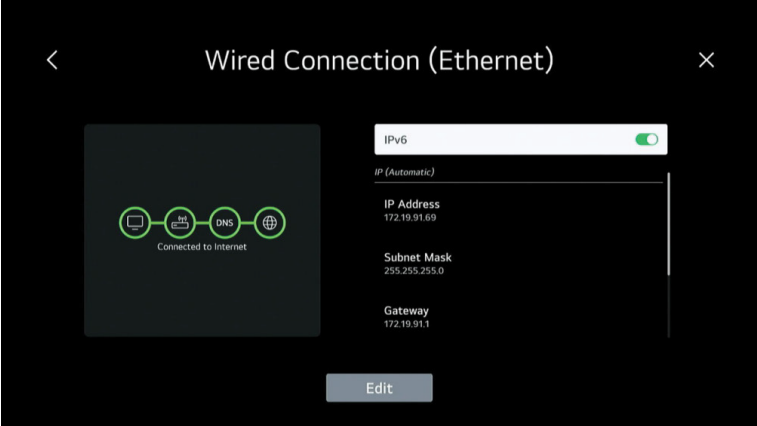 Wired Connection (Ethernet)
DNS
Connected to Internet
IPv6
IP (Automatic)
IP Address
172.19.91.69
Subnet Mask
255.255.255.0
Gateway
172.19.91.1
Edit